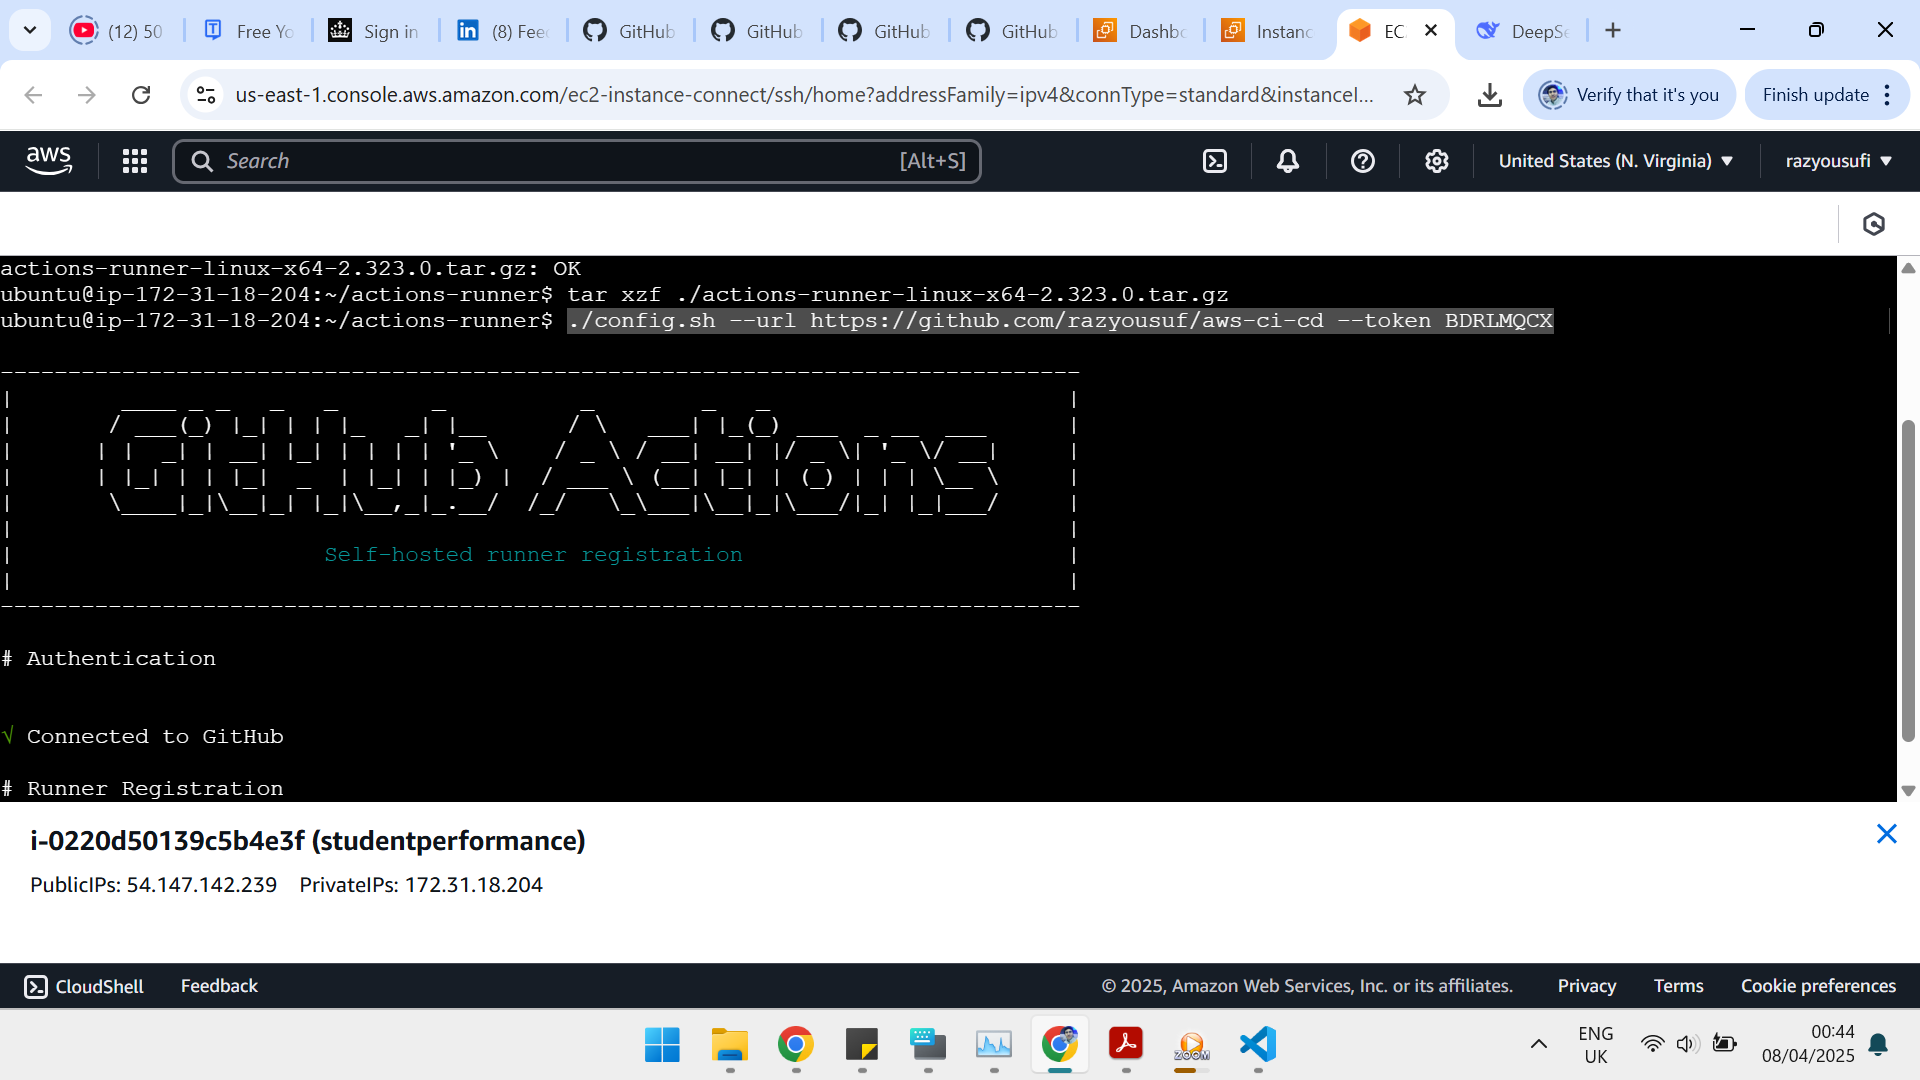 (12) 50
Free Yo
Sign in
(8) Fee
GitHub
GitHub
GitHub
GitHub
Dashbo
Instanc
EC
DeepSe
us-east-1.console.aws.amazon.com/ec2-instance-connect/ssh/home?addressFamily=ipv4&connType=standard&instanceI...
Verify that it's you
Finish update
aws
Search
[Alt+S]
United States (N. Virginia)
razyousufi
actions-runner-linux-x64-2.323.0.tar.gz: OK
ubuntu@ip-172-31-18-204:~/actions-runner$ tar xzf ./actions-runner-linux-x64-2.323.0.tar.gz
ubuntu@ip-172-31-18-204:~/actions-runner$ ./config.sh --url https://github.com/razyousuf/aws-ci-cd --token BDRLMQCX
GitHub Actions
Self-hosted runner registration
# Authentication
√ Connected to GitHub
# Runner Registration
i-0220d50139c5b4e3f (studentperformance)
PublicIPs: 54.147.142.239 PrivateIPs: 172.31.18.204
CloudShell
Feedback
© 2025, Amazon Web Services, Inc. or its affiliates.
Privacy
Terms
Cookie preferences
ZOOM
ENG
UK
00:44
08/04/2025